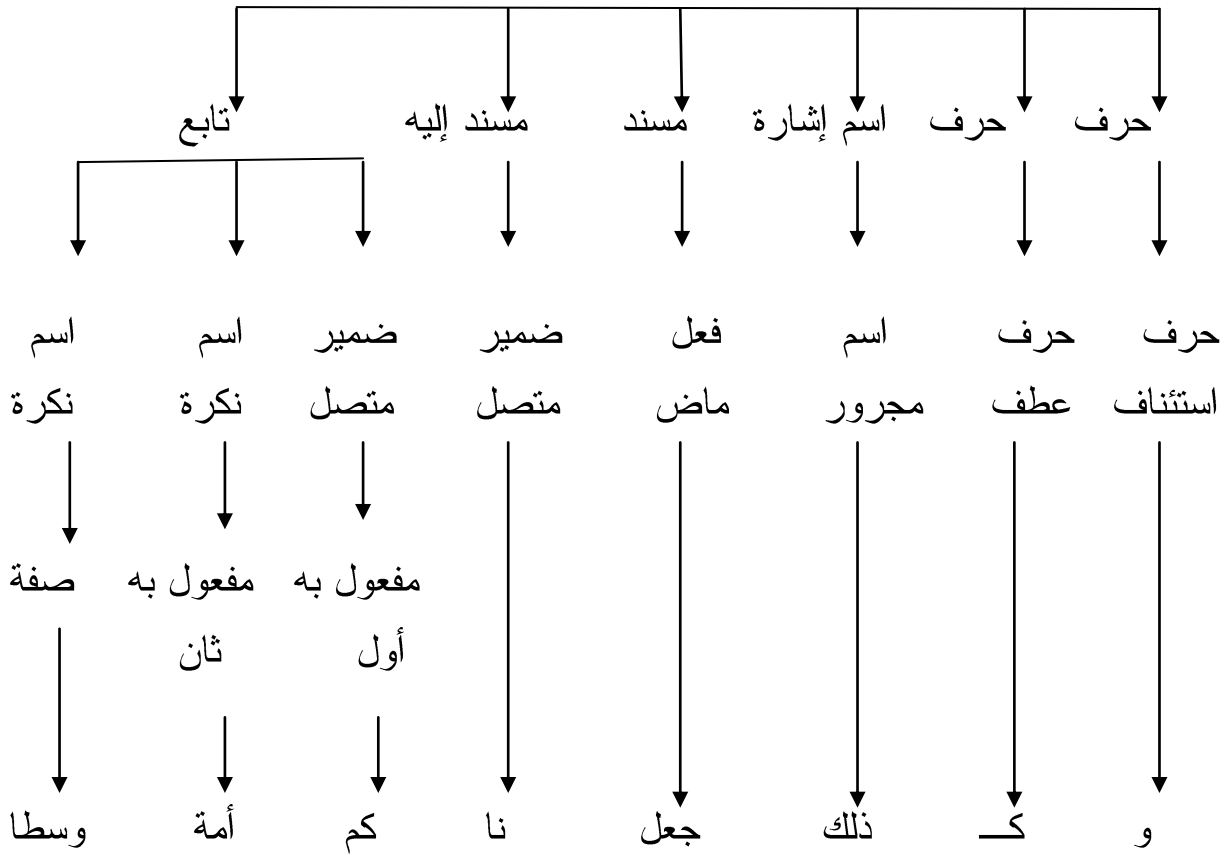 حرف حرف اسم إشارة مسند مسند إليه تابع
حرف حرف اسم فعل ضمير ضمير اسم اسم
استئناف عطف مجرور ماض متصل متصل نكرة نكرة
مفعول به مفعول به صفة
أول ثان
و كـــ ذلك جعل نا كم أمة وسطا